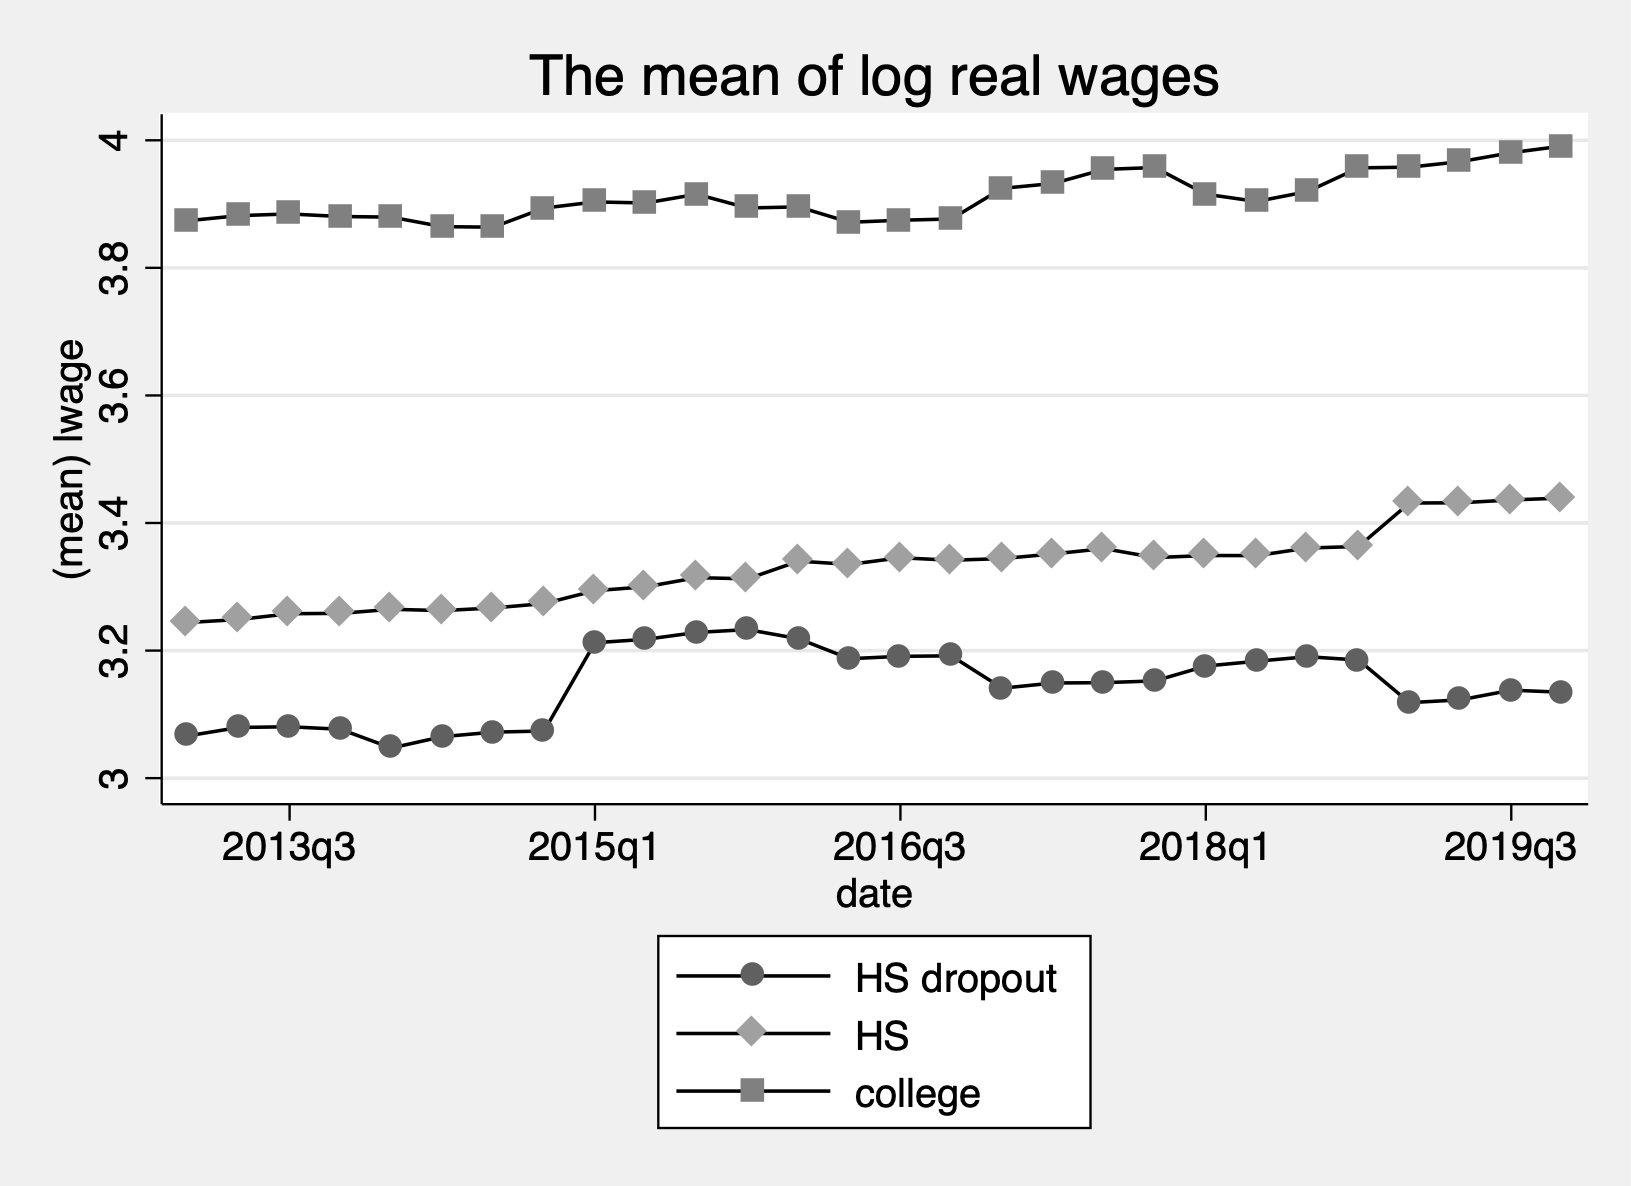 The mean of log real wages
(mean) lwage
4
3.8
3.6
3.4
3.2
3
2013q3 2015q1 2016q3 2018q1 2019q3
date
HS dropout
HS
college